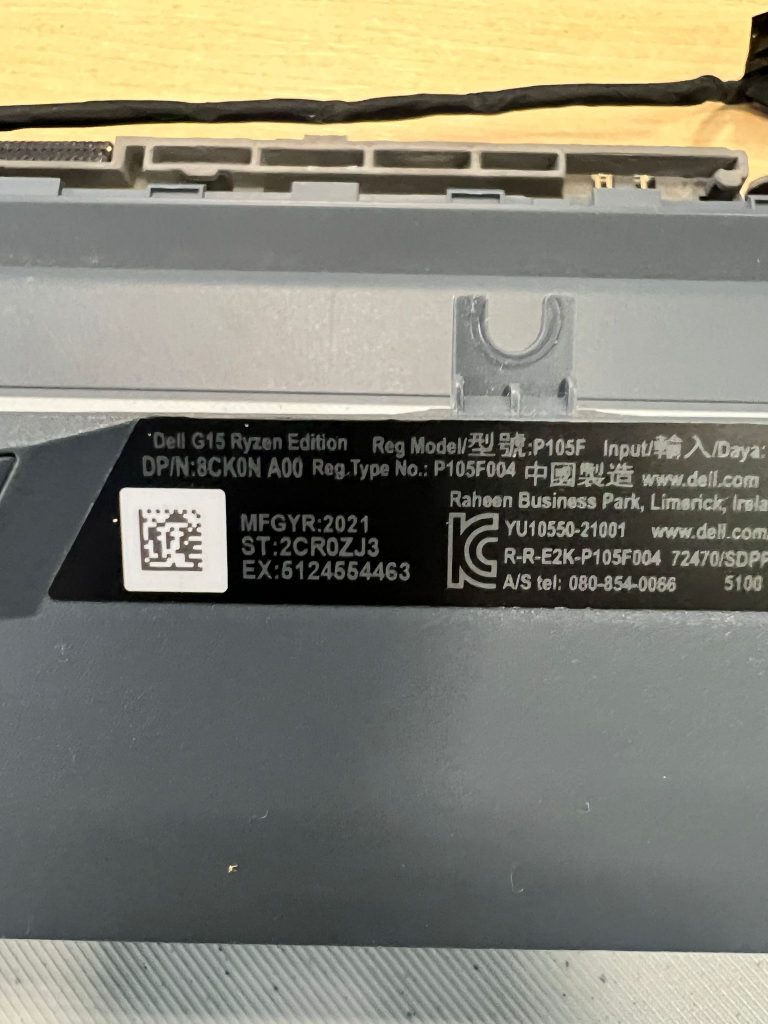 Dell G15 Ryzen Edition Reg Model/型號:P105F Input/輸入/Daya:
DP/N:8CK0N A00 Reg.Type No.: P105F004 中國製造 www.dell.com
Raheen Business Park, Limerick, Irela
MFGYR:2021 YU10550-21001 www.dell.com/
ST:2CR0ZJ3 R-R-E2K-P105F004 72470/SDPP
EX:5124554463 A/S tel: 080-854-0066 5100